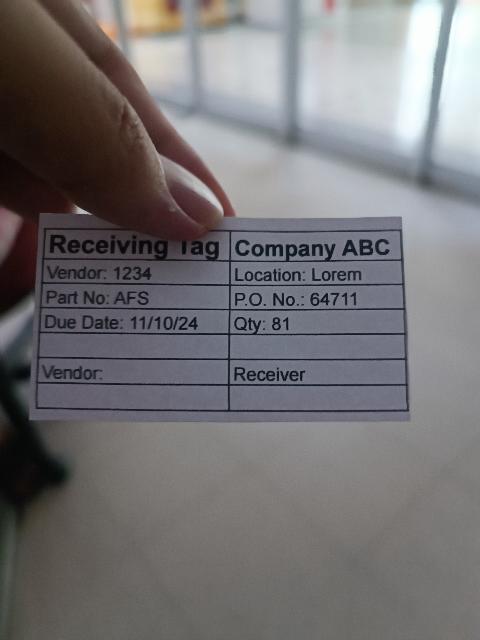 Receiving Tag Company ABC
Vendor: 1234 Location: Lorem
Part No: AFS P.O. No.: 64711
Due Date: 11/10/24 Qty: 81
Vendor: Receiver